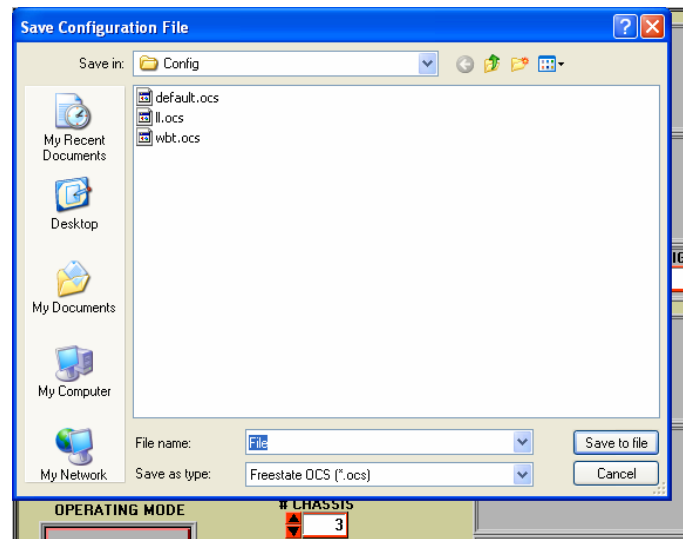 Save Configuration File
Save in:
Config
default.ocs
ll.ocs
wbt.ocs
My Recent
Documents
Desktop
My Documents
My Computer
My Network
File name:
File
Save to file
Save as type:
Freestate OCS (*.ocs)
Cancel
OPERATING MODE
# CHASSIS
3